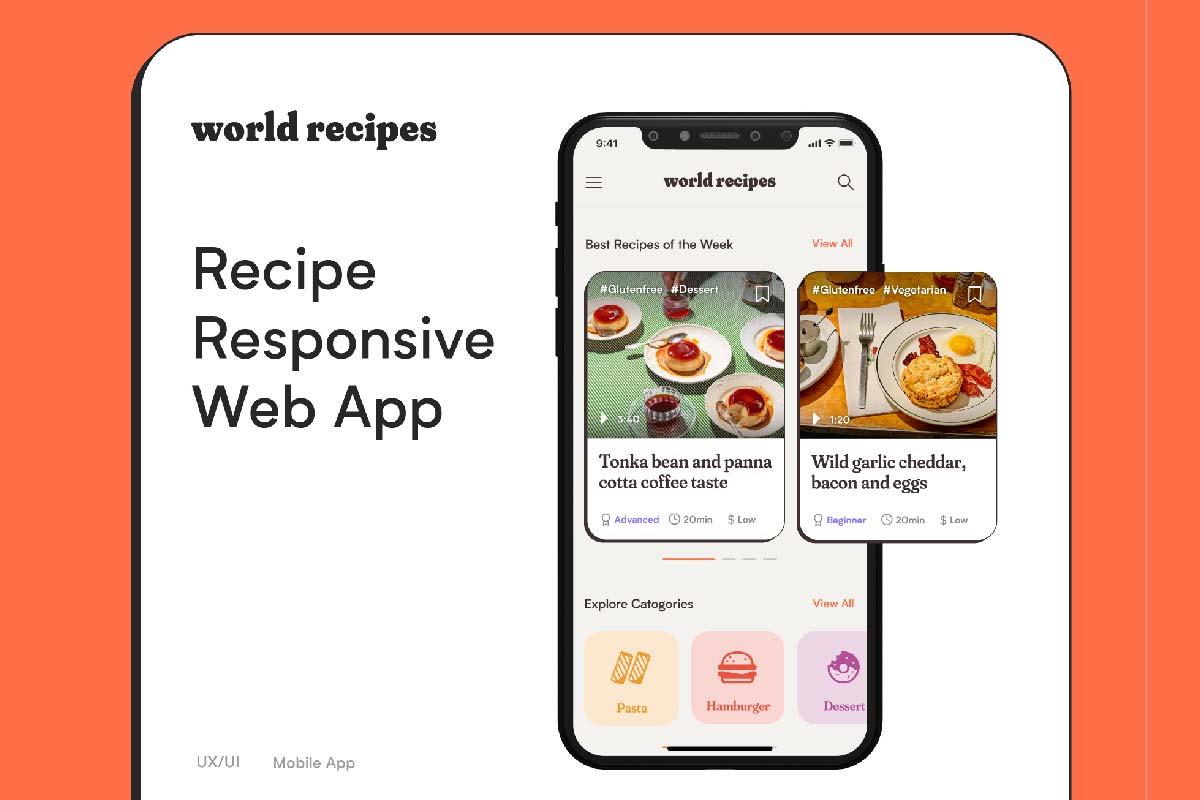 world recipes
Recipe
Responsive
Web App
UX/UI Mobile App
9:41
world recipes
Best Recipes of the Week View All
#Glutenfree #Dessert
3:40
Tonka bean and panna
cotta coffee taste
Advanced 20min $ Low
#Glutenfree #Vegetarian
1:20
Wild garlic cheddar,
bacon and eggs
Beginner 20min $ Low
Explore Catogories View All
Pasta
Hamburger
Dessert